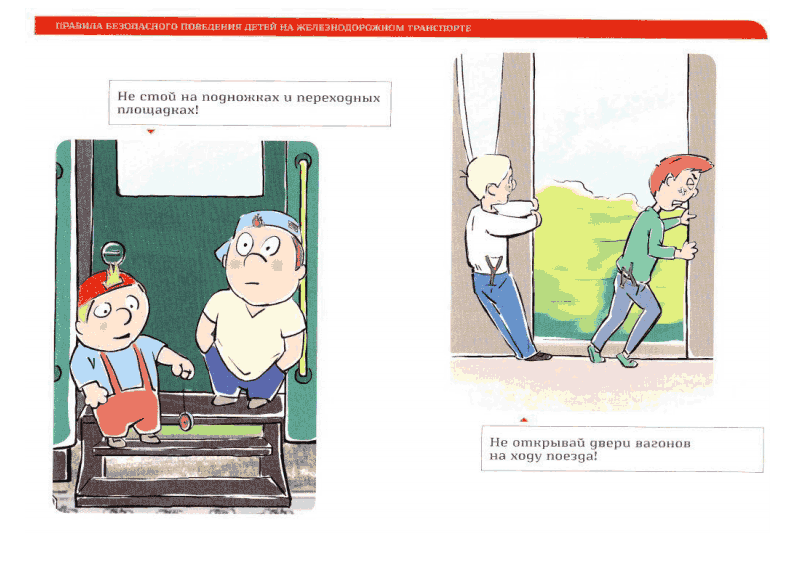 ПРАВИЛА БЕЗОПАСНОГО ПОВЕДЕНИЯ ДЕТЕЙ НА ЖЕЛЕЗНОДОРОЖНОМ ТРАНСПОРТЕ
Не стой на подножках и переходных
площадках!
Не открывай двери вагонов
на ходу поезда!